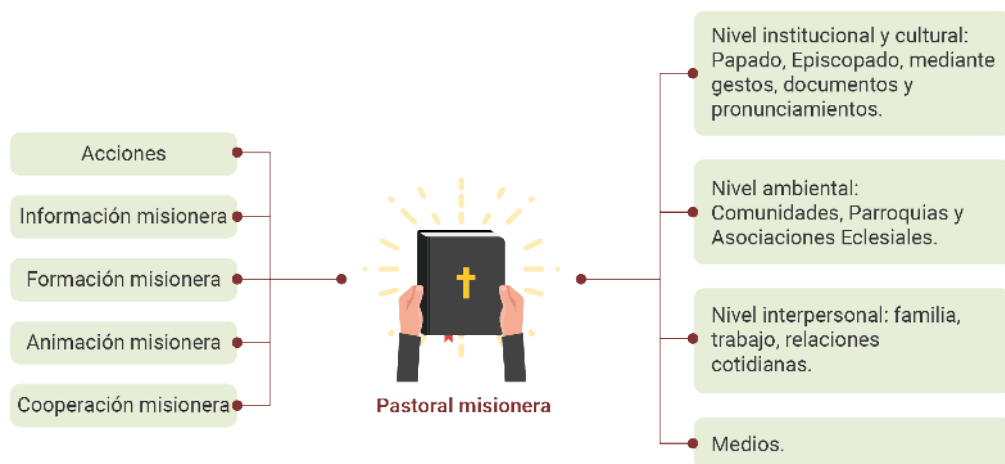 Acciones
Información misionera
Formación misionera
Animación misionera
Cooperación misionera
Pastoral misionera
Nivel institucional y cultural:
Papado, Episcopado, mediante
gestos, documentos y
pronunciamientos.
Nivel ambiental:
Comunidades, Parroquias y
Asociaciones Eclesiales.
Nivel interpersonal: familia,
trabajo, relaciones
cotidianas.
Medios.